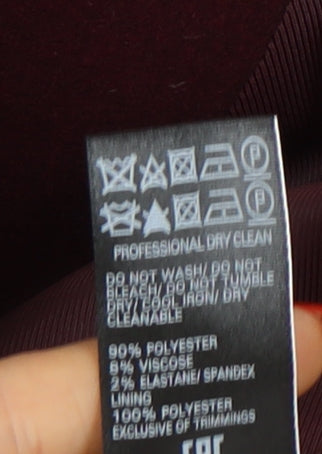 PROFESSIONAL DRY CLEAN
DO NOT WASH/ DO NOT
BLEACH/ DO NOT TUMBLE
DRY/ COOL IRON/ DRY
CLEANABLE
90% POLYESTER
8% VISCOSE
2% ELASTANE/ SPANDEX
LINING
100% POLYESTER
EXCLUSIVE OF TRIMMINGS